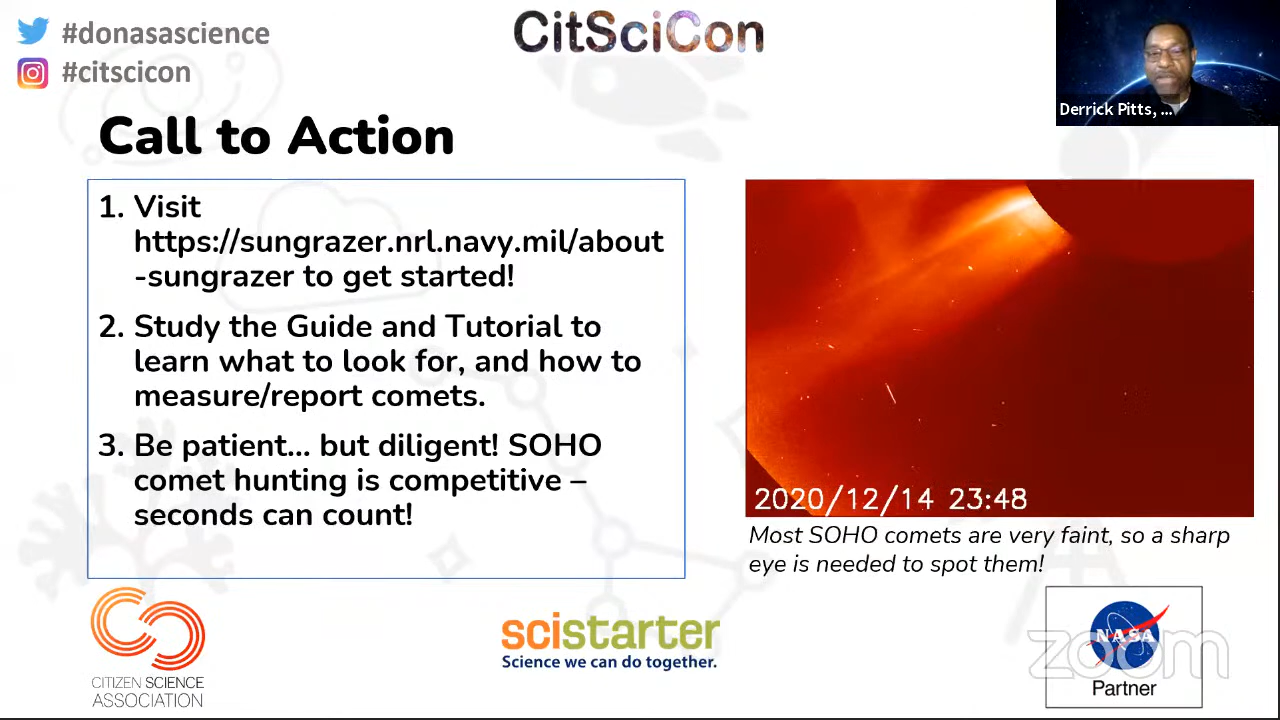 #donasascience
#citscicon
CitSciCon
Derrick Pitts, ...
Call to Action
1. Visit
https://sungrazer.nrl.navy.mil/about
-sungrazer to get started!
2. Study the Guide and Tutorial to
learn what to look for, and how to
measure/report comets.
3. Be patient... but diligent! SOHO
comet hunting is competitive –
seconds can count!
2020/12/14 23:48
Most SOHO comets are very faint, so a sharp
eye is needed to spot them!
CITIZEN SCIENCE
ASSOCIATION
scistarter
Science we can do together.
NASA
zoom
Partner